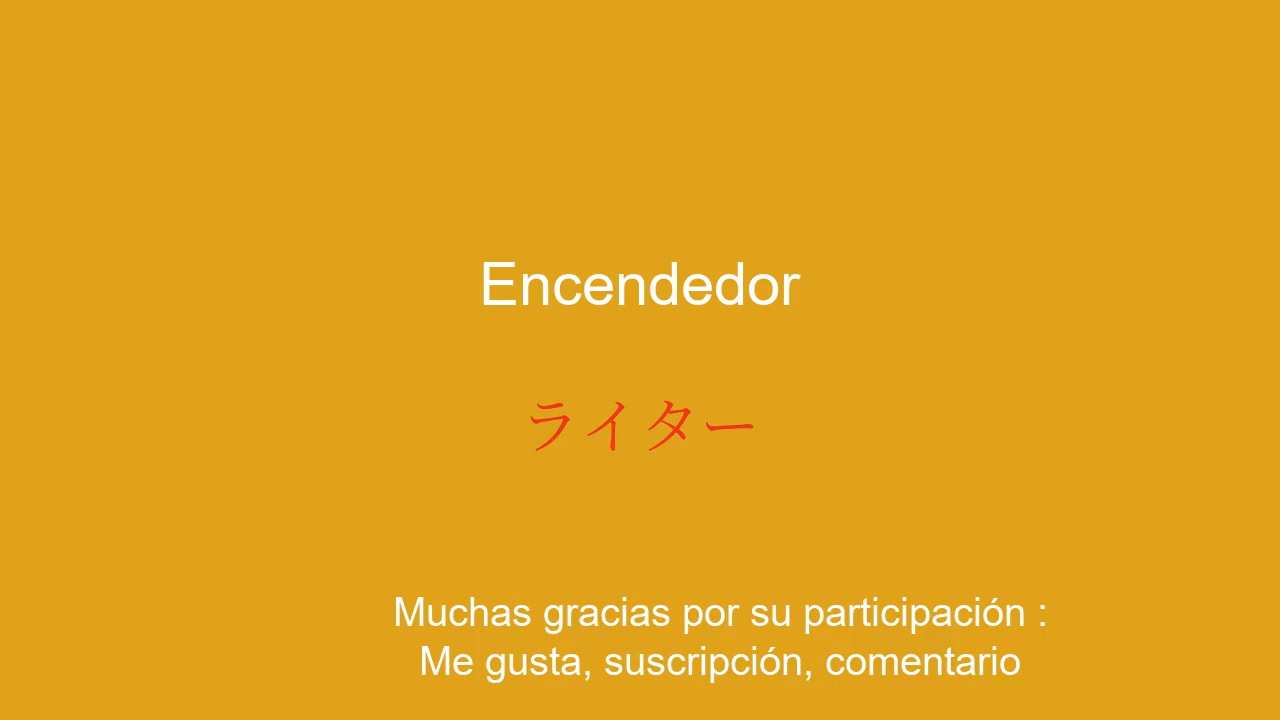 Encendedor
ライター
Muchas gracias por su participación :
Me gusta, suscripción, comentario